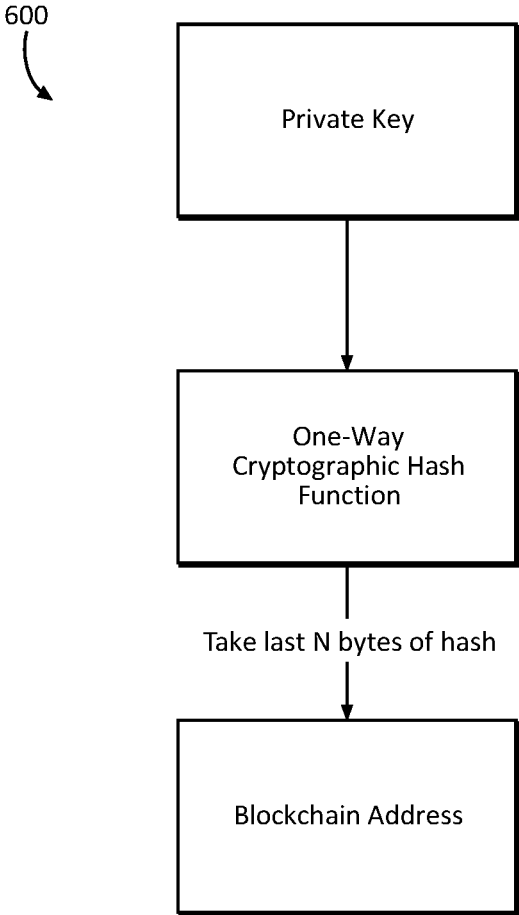 600
Private Key
One-Way
Cryptographic Hash
Function
Take last N bytes of hash
Blockchain Address